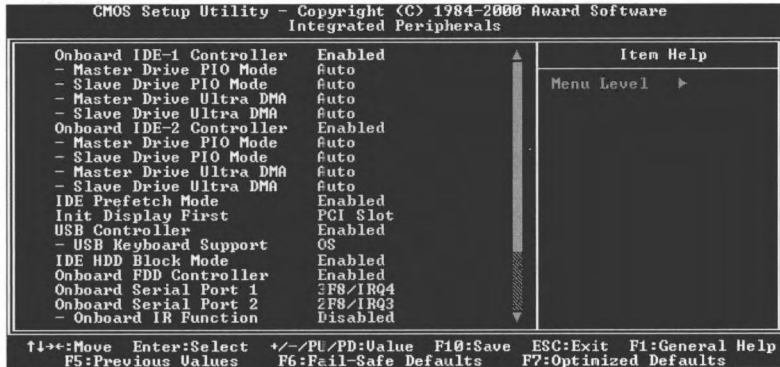 CMOS Setup Utility – Copyright (C) 1984-2000 Award Software
Integrated Peripherals
Onboard IDE-1 Controller Enabled
- Master Drive PIO Mode Auto
- Slave Drive PIO Mode Auto
- Master Drive Ultra DMA Auto
- Slave Drive Ultra DMA Auto
Onboard IDE-2 Controller Enabled
- Master Drive PIO Mode Auto
- Slave Drive PIO Mode Auto
- Master Drive Ultra DMA Auto
- Slave Drive Ultra DMA Auto
IDE Prefetch Mode Enabled
Init Display First PCI Slot
USB Controller Enabled
- USB Keyboard Support OS
IDE HDD Block Mode Enabled
Onboard FDD Controller Enabled
Onboard Serial Port 1 3F8/IRQ4
Onboard Serial Port 2 2F8/IRQ3
- Onboard IR Function Disabled
Item Help
Menu Level ▶
↑↓→←:Move Enter:Select +/-/PU/PD:Value F10:Save ESC:Exit F1:General Help
F5:Previous Values F6:Fail-Safe Defaults F7:Optimized Defaults